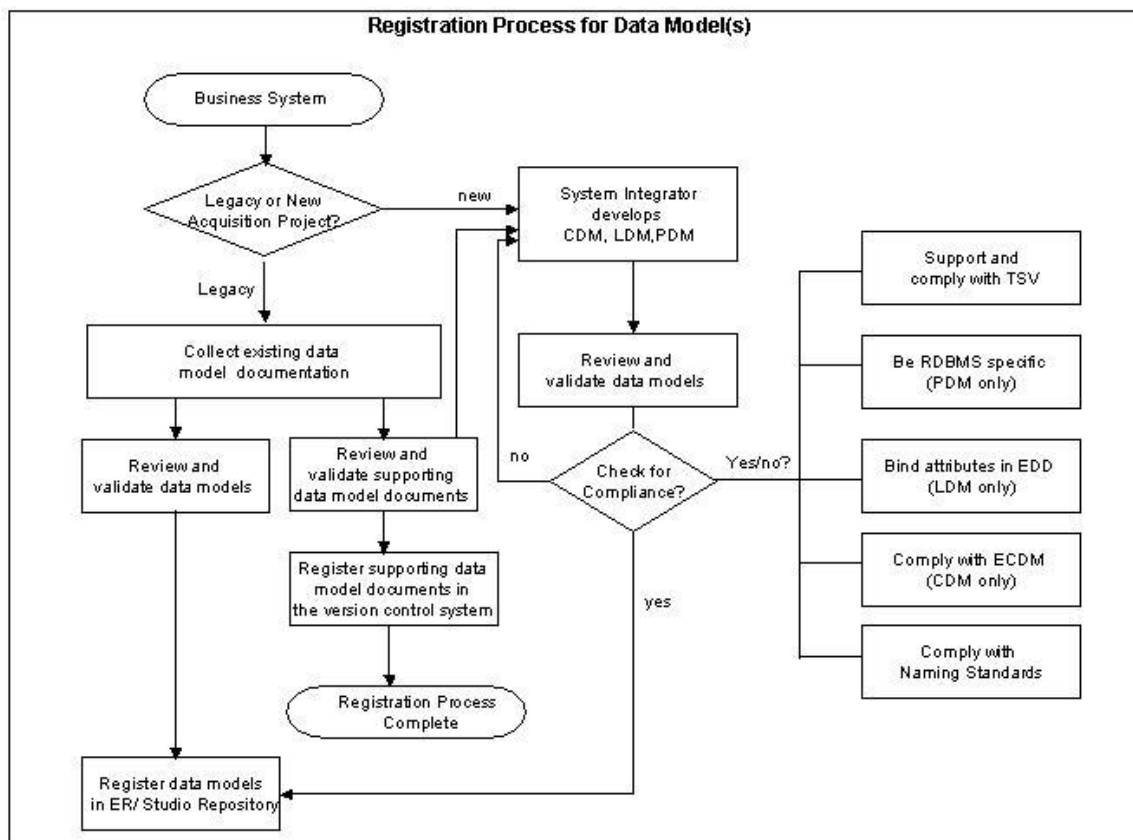 Registration Process for Data Model(s)
Business System
Legacy or New
Acquisition Project?
new
System Integrator
develops
CDM, LDM,PDM
Legacy
Collect existing data
model documentation
Review and
validate data models
Review and
validate supporting
data model documents
Register supporting data
model documents in
the version control system
Registration Process
Complete
Register data models
in ER/ Studio Repository
Review and
validate data models
no
Check for
Compliance?
Yes/no?
yes
Support and
comply with TSV
Be RDBMS specific
(PDM only)
Bind attributes in EDD
(LDM only)
Comply with ECDM
(CDM only)
Comply with
Naming Standards